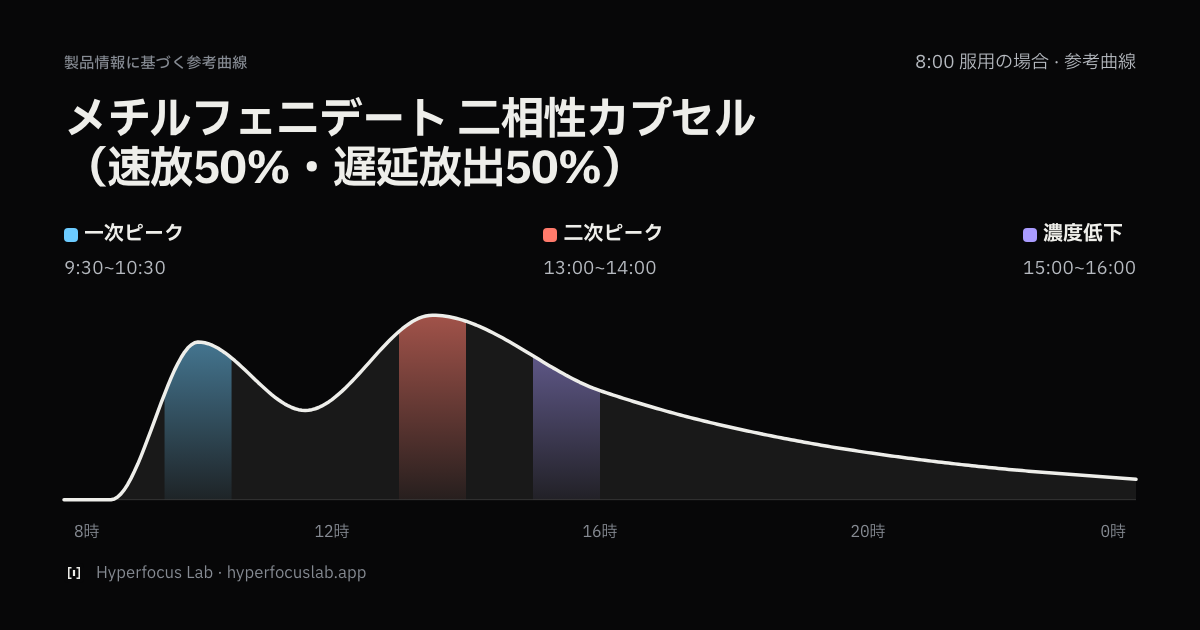 製品情報に基づく参考曲線
8:00 服用の場合 · 参考曲線
メチルフェニデート 二相性カプセル
（速放50%・遅延放出50%）
一次ピーク
9:30~10:30
二次ピーク
13:00~14:00
濃度低下
15:00~16:00
8時
12時
16時
20時
0時
Hyperfocus Lab · hyperfocuslab.app